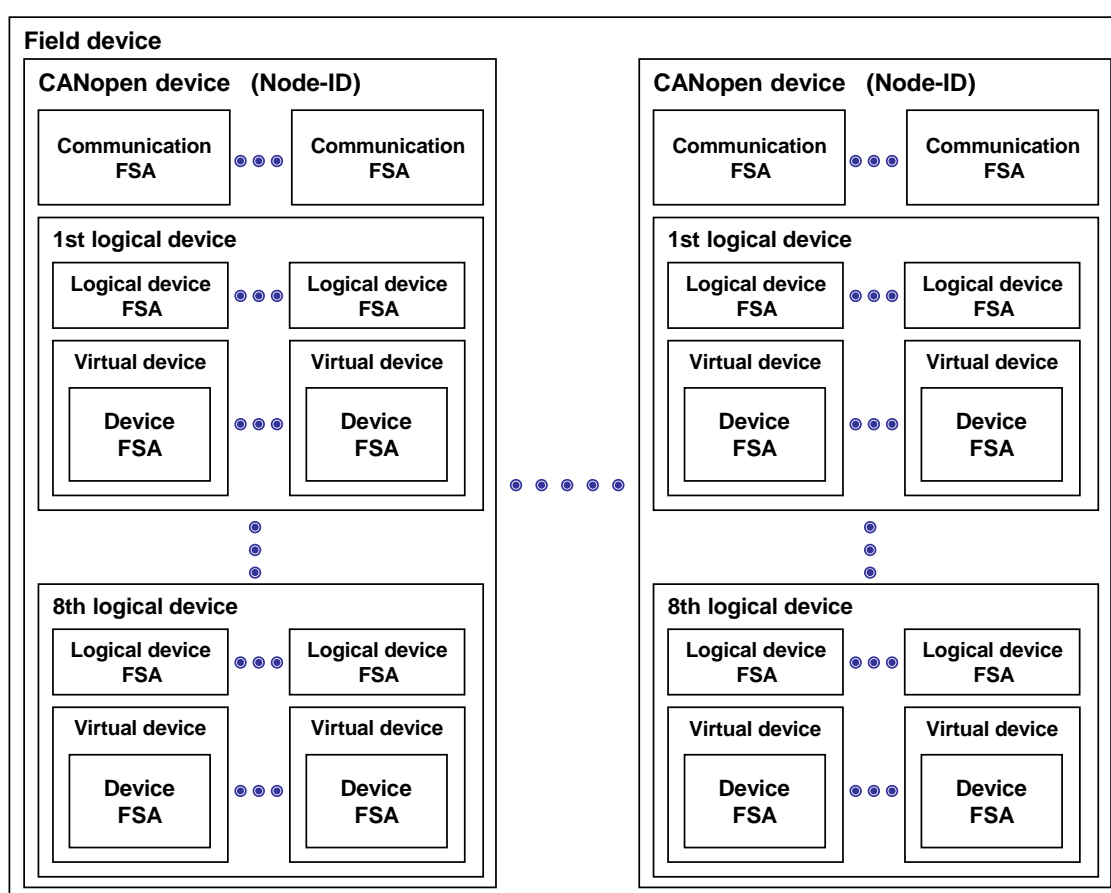 Field device
CANopen device (Node-ID)
Communication
FSA
Communication
FSA
1st logical device
Logical device
FSA
Logical device
FSA
Virtual device
Device
FSA
Virtual device
Device
FSA
8th logical device
Logical device
FSA
Logical device
FSA
Virtual device
Device
FSA
Virtual device
Device
FSA
CANopen device (Node-ID)
Communication
FSA
Communication
FSA
1st logical device
Logical device
FSA
Logical device
FSA
Virtual device
Device
FSA
Virtual device
Device
FSA
8th logical device
Logical device
FSA
Logical device
FSA
Virtual device
Device
FSA
Virtual device
Device
FSA